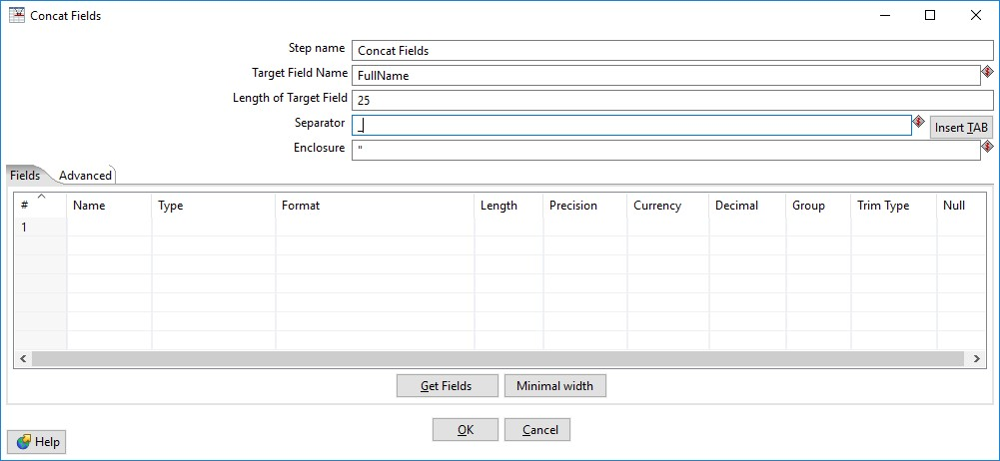 Concat Fields
Step name Concat Fields
Target Field Name FullName
Length of Target Field 25
Separator _ Insert TAB
Enclosure "
Fields Advanced
# Name Type Format Length Precision Currency Decimal Group Trim Type Null
1
Get Fields Minimal width
OK Cancel
Help